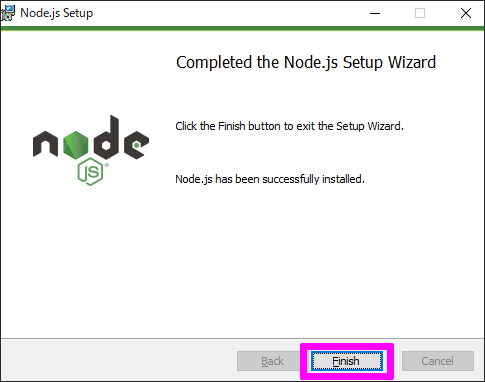 Node.js Setup
Completed the Node.js Setup Wizard
Click the Finish button to exit the Setup Wizard.
node
JS
Node.js has been successfully installed.
Back
Finish
Cancel